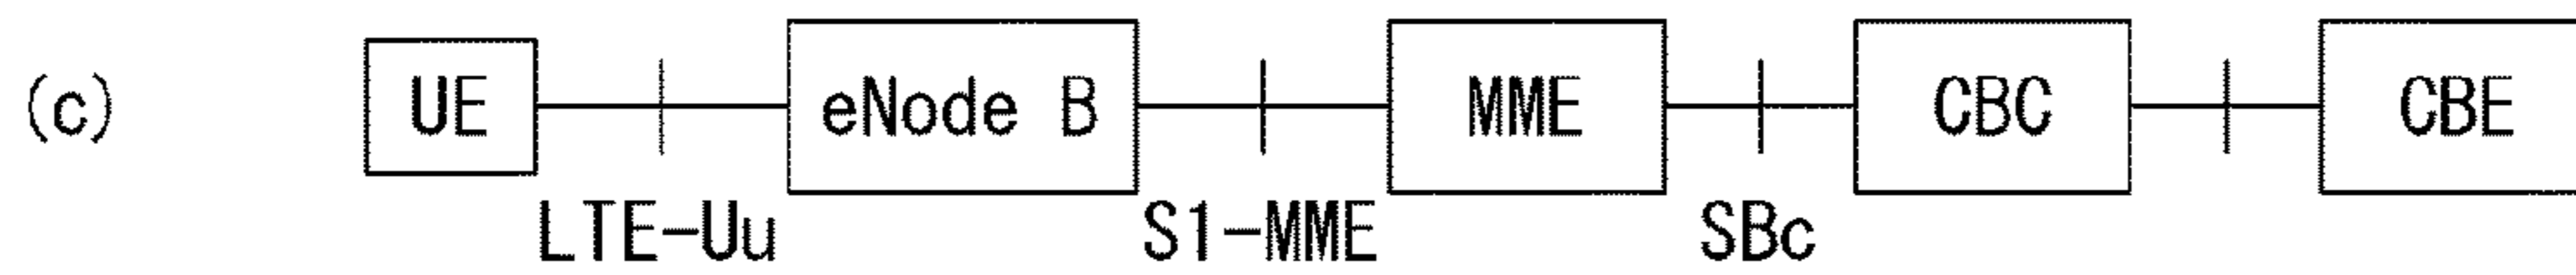 (c) UE eNode B MME CBC CBE
LTE-Uu S1-MME SBc